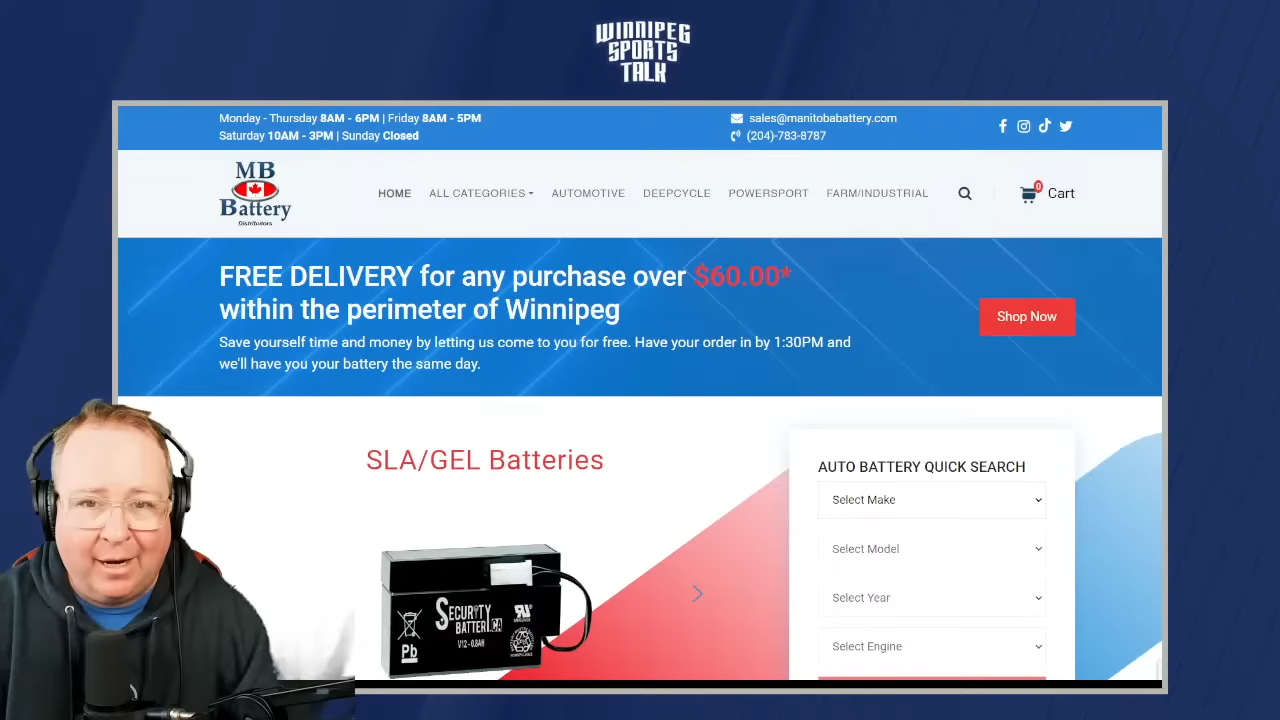 WINNIPEG
SPORTS
TALK
Monday - Thursday 8AM - 6PM | Friday 8AM - 5PM
Saturday 10AM - 3PM | Sunday Closed
sales@manitobabattery.com
(204)-783-8787
MB
Battery
Distributors
HOME
ALL CATEGORIES
AUTOMOTIVE
DEEPCYCLE
POWERSPORT
FARM/INDUSTRIAL
0
Cart
FREE DELIVERY for any purchase over $60.00*
within the perimeter of Winnipeg
Save yourself time and money by letting us come to you for free. Have your order in by 1:30PM and
we'll have you your battery the same day.
Shop Now
SLA/GEL Batteries
SECURITY
BATTERY.CA
V12 - 0.8AH
Pb
AUTO BATTERY QUICK SEARCH
Select Make
Select Model
Select Year
Select Engine